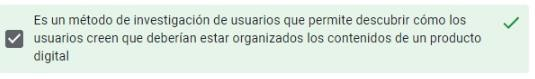 Es un método de investigación de usuarios que permite descubrir cómo los
usuarios creen que deberían estar organizados los contenidos de un producto
digital